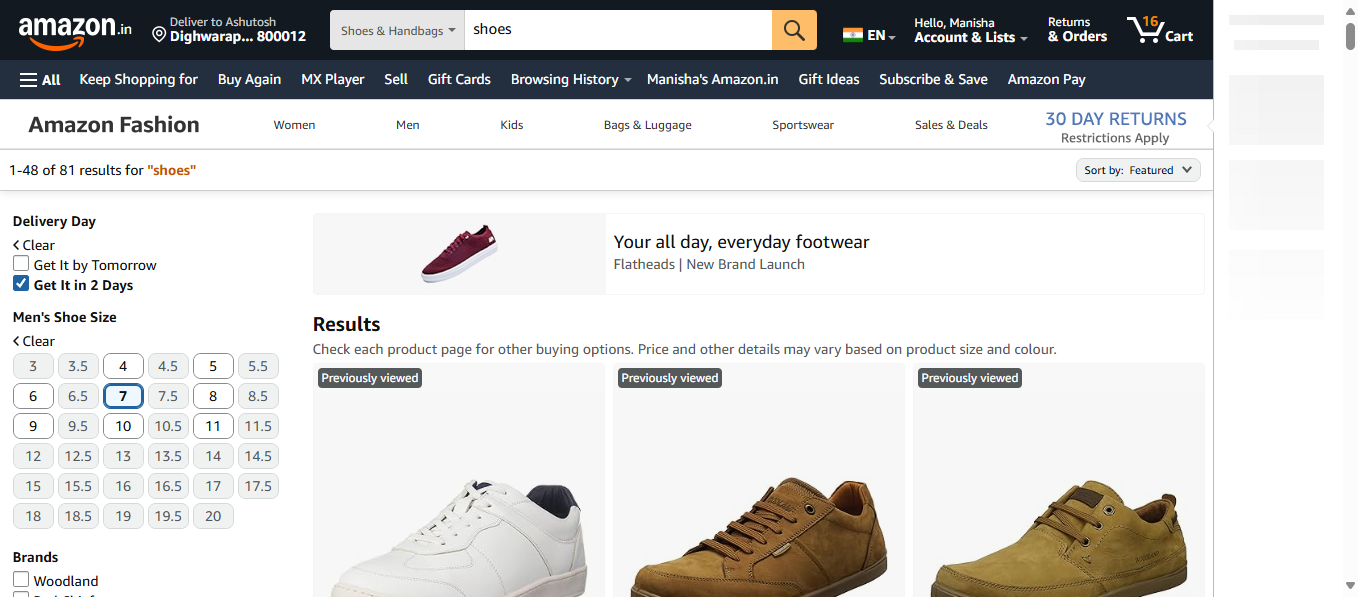 amazon.in
Deliver to Ashutosh
Dighwarap... 800012
Shoes & Handbags
shoes
EN
Hello, Manisha
Account & Lists
Returns
& Orders
16
Cart
All
Keep Shopping for
Buy Again
MX Player
Sell
Gift Cards
Browsing History
Manisha's Amazon.in
Gift Ideas
Subscribe & Save
Amazon Pay
Amazon Fashion
Women
Men
Kids
Bags & Luggage
Sportswear
Sales & Deals
30 DAY RETURNS
Restrictions Apply
1-48 of 81 results for "shoes"
Sort by: Featured
Delivery Day
Clear
Get It by Tomorrow
Get It in 2 Days
Men's Shoe Size
Clear
3 3.5 4 4.5 5 5.5
6 6.5 7 7.5 8 8.5
9 9.5 10 10.5 11 11.5
12 12.5 13 13.5 14 14.5
15 15.5 16 16.5 17 17.5
18 18.5 19 19.5 20
Brands
Woodland
Your all day, everyday footwear
Flatheads | New Brand Launch
Results
Check each product page for other buying options. Price and other details may vary based on product size and colour.
Previously viewed
Previously viewed
Previously viewed